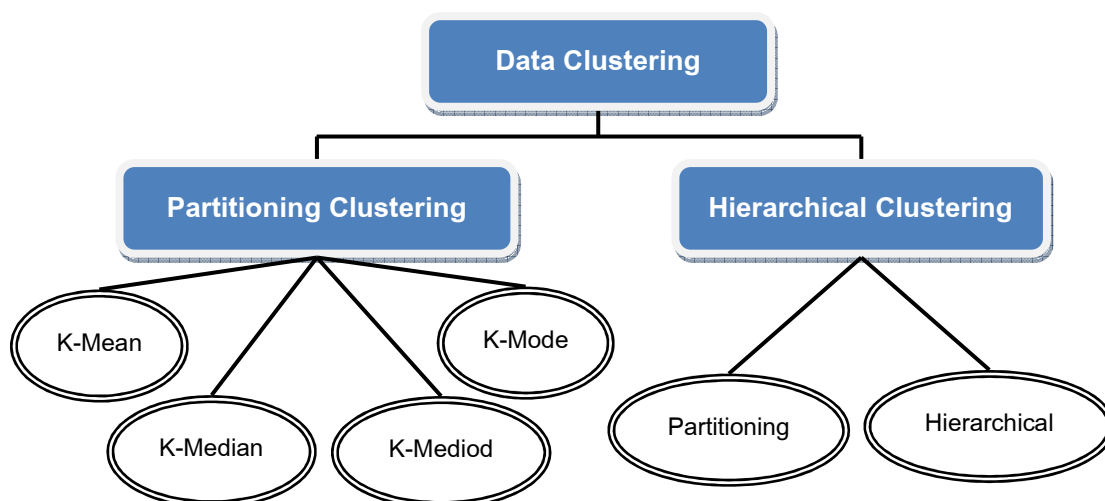 Data Clustering
Partitioning Clustering
Hierarchical Clustering
K-Mean
K-Mode
K-Median
K-Mediod
Partitioning
Hierarchical